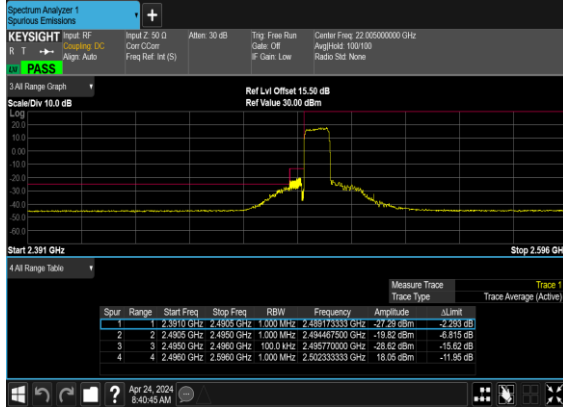 Spectrum Analyzer 1
Spurious Emissions
+
KEYSIGHT Input: RF Input Z: 50 Ω Atten: 30 dB Trig: Free Run Center Freq: 22.005000000 GHz
R T Coupling: DC Corr CCorr Gate: Off Avg|Hold: 100/100
Align: Auto Freq Ref: Int (S) IF Gain: Low Radio Std: None
PASS
3 All Range Graph
Ref Lvl Offset 15.50 dB
Scale/Div 10.0 dB Ref Value 30.00 dBm
Log
20.0
10.0
0.00
-10.0
-20.0
-30.0
-40.0
-50.0
-60.0
Start 2.391 GHz Stop 2.596 GH
4 All Range Table
Measure Trace Trace 1
Trace Type Trace Average (Active)
Spur Range Start Freq Stop Freq RBW Frequency Amplitude ΔLimit
1 1 2.3910 GHz 2.4905 GHz 1.000 MHz 2.489173333 GHz -27.29 dBm -2.293 dB
2 2 2.4905 GHz 2.4950 GHz 1.000 MHz 2.494467500 GHz -19.82 dBm -6.815 dB
3 3 2.4950 GHz 2.4960 GHz 100.0 kHz 2.495770000 GHz -28.62 dBm -15.62 dB
4 4 2.4960 GHz 2.5960 GHz 1.000 MHz 2.502333333 GHz 18.05 dBm -11.95 dB
? Apr 24, 2024
8:40:45 AM